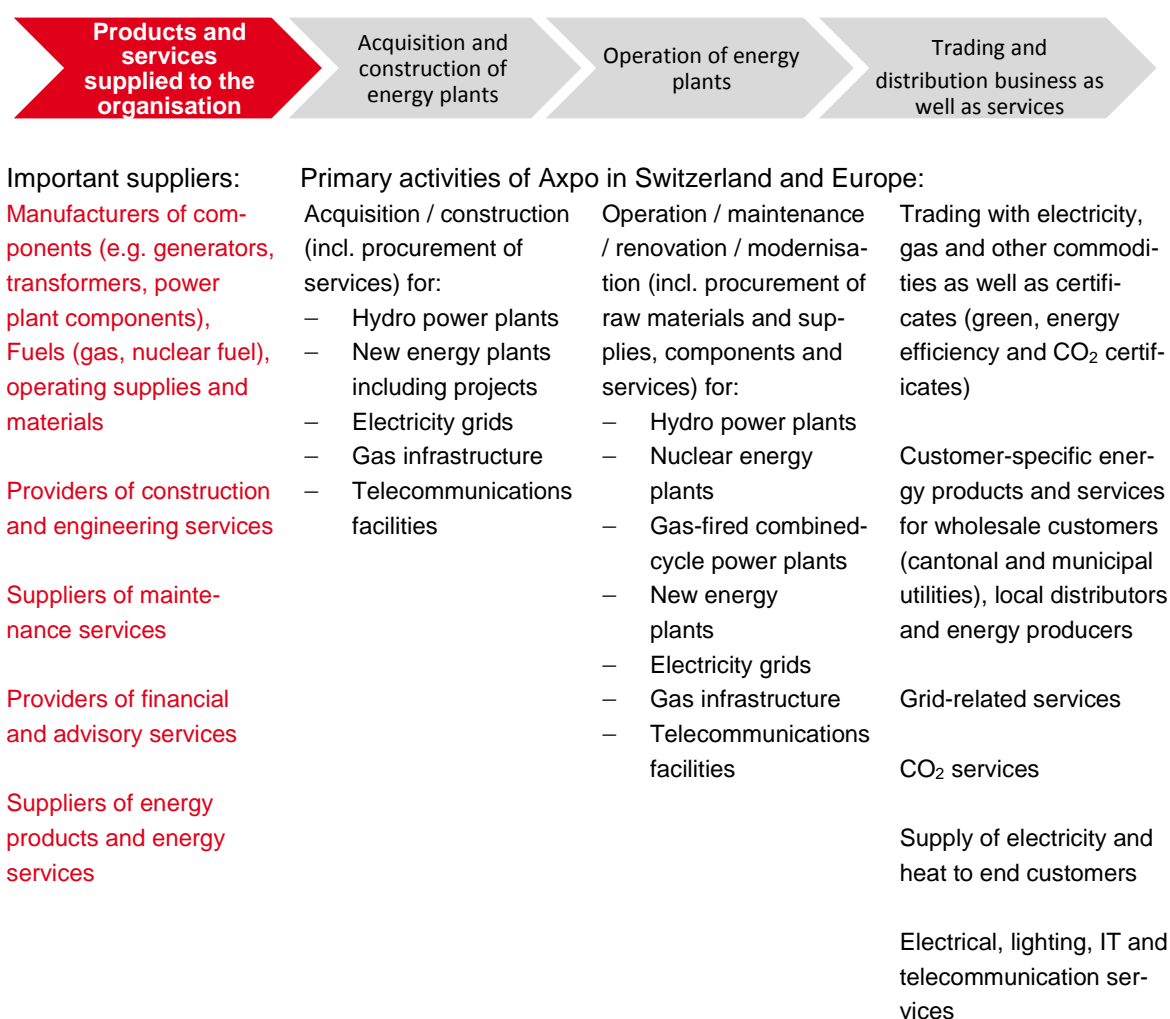 Products and
services
supplied to the
organisation
Acquisition and
construction of
energy plants
Operation of energy
plants
Trading and
distribution business as
well as services
Important suppliers:
Manufacturers of com-
ponents (e.g. generators,
transformers, power
plant components),
Fuels (gas, nuclear fuel),
operating supplies and
materials
Providers of construction
and engineering services
Suppliers of mainte-
nance services
Providers of financial
and advisory services
Suppliers of energy
products and energy
services
Primary activities of Axpo in Switzerland and Europe:
Acquisition / construction
(incl. procurement of
services) for:
– Hydro power plants
– New energy plants
including projects
– Electricity grids
– Gas infrastructure
– Telecommunications
facilities
Operation / maintenance
/ renovation / modernisa-
tion (incl. procurement of
raw materials and sup-
plies, components and
services) for:
– Hydro power plants
– Nuclear energy
plants
– Gas-fired combined-
cycle power plants
– New energy
plants
– Electricity grids
– Gas infrastructure
– Telecommunications
facilities
Trading with electricity,
gas and other commodi-
ties as well as certifi-
cates (green, energy
efficiency and CO₂ certif-
icates)
Customer-specific ener-
gy products and services
for wholesale customers
(cantonal and municipal
utilities), local distributors
and energy producers
Grid-related services
CO₂ services
Supply of electricity and
heat to end customers
Electrical, lighting, IT and
telecommunication ser-
vices